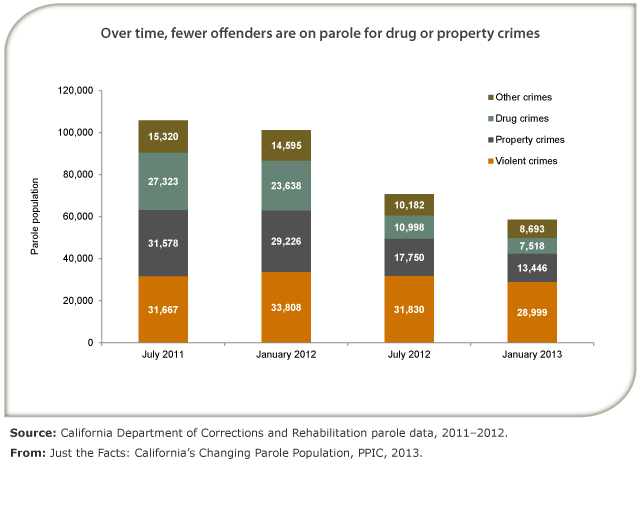 Over time, fewer offenders are on parole for drug or property crimes
120,000
100,000
80,000
60,000
40,000
20,000
0
Parole population
Other crimes
Drug crimes
Property crimes
Violent crimes
15,320
27,323
31,578
31,667
14,595
23,638
29,226
33,808
10,182
10,998
17,750
31,830
8,693
7,518
13,446
28,999
July 2011
January 2012
July 2012
January 2013
Source: California Department of Corrections and Rehabilitation parole data, 2011–2012.
From: Just the Facts: California’s Changing Parole Population, PPIC, 2013.